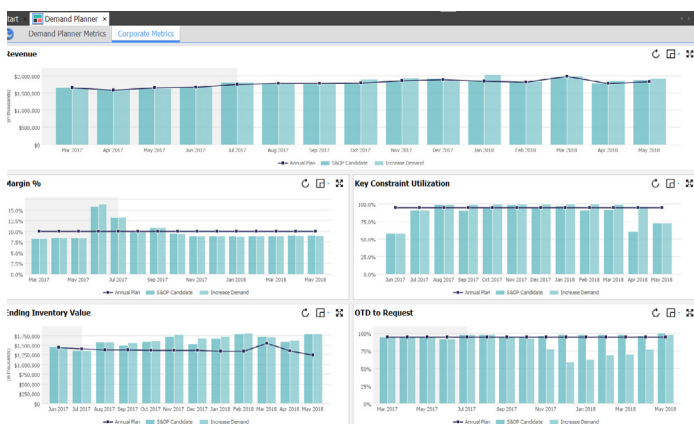 tart
Demand Planner ×
Demand Planner Metrics Corporate Metrics
Revenue
$2,000,000
$1,500,000
$1,000,000
$500,000
$0
(in thousands)
Mar 2017 Apr 2017 May 2017 Jun 2017 Jul 2017 Aug 2017 Sep 2017 Oct 2017 Nov 2017 Dec 2017 Jan 2018 Feb 2018 Mar 2018 Apr 2018 May 2018
Annual Plan S&OP Candidate Increase Demand
Margin %
15.0%
12.5%
10.0%
7.5%
5.0%
2.5%
0.0%
Mar 2017 May 2017 Jul 2017 Sep 2017 Nov 2017 Jan 2018 Mar 2018 May 2018
Annual Plan S&OP Candidate Increase Demand
Key Constraint Utilization
100.0%
75.0%
50.0%
25.0%
0.0%
Jun 2017 Jul 2017 Aug 2017 Sep 2017 Oct 2017 Nov 2017 Dec 2017 Jan 2018 Feb 2018 Mar 2018 Apr 2018 May 2018
Annual Plan S&OP Candidate Increase Demand
Ending Inventory Value
$1,750,000
$1,500,000
$1,250,000
$1,000,000
$750,000
$500,000
$250,000
$0
(in thousands)
Jun 2017 Jul 2017 Aug 2017 Sep 2017 Oct 2017 Nov 2017 Dec 2017 Jan 2018 Feb 2018 Mar 2018 Apr 2018 May 2018
Annual Plan S&OP Candidate Increase Demand
OTD to Request
100%
75%
50%
25%
0%
Mar 2017 May 2017 Jul 2017 Sep 2017 Nov 2017 Jan 2018 Mar 2018 May 2018
Annual Plan S&OP Candidate Increase Demand